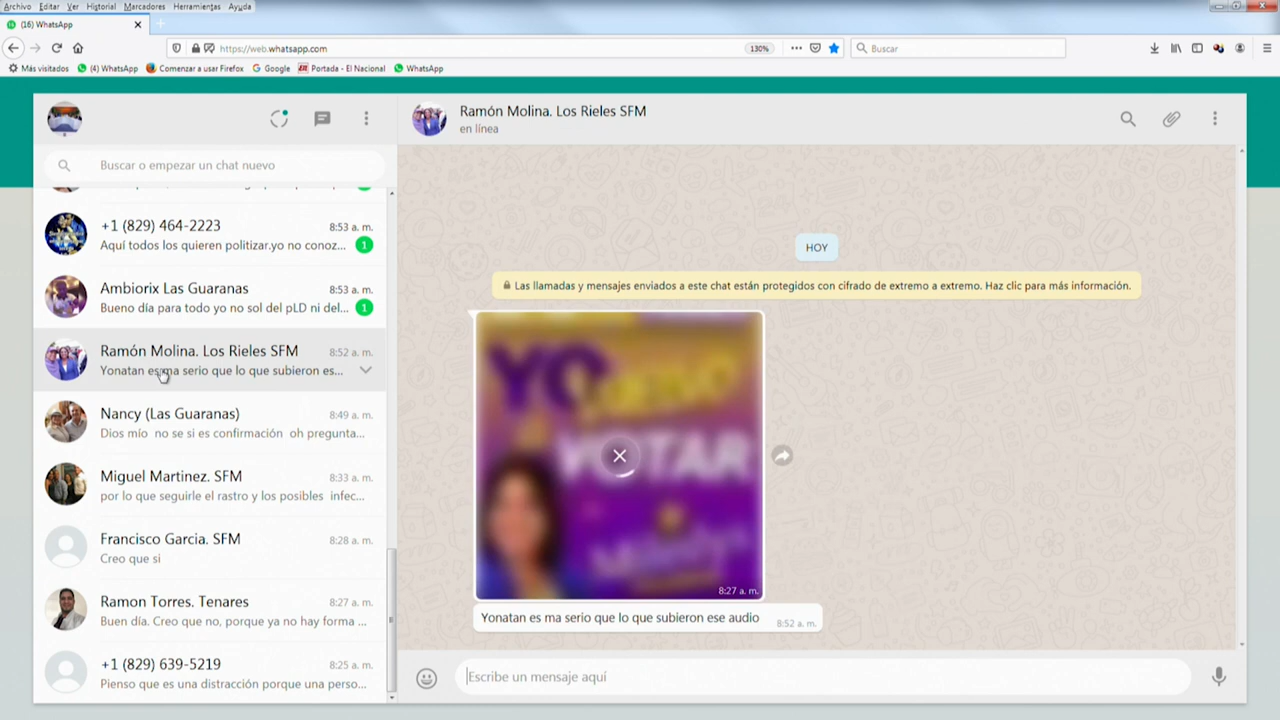 Archivo Editar Ver Historial Marcadores Herramientas Ayuda
(16) WhatsApp
https://web.whatsapp.com
130%
Buscar
Más visitados
(4) WhatsApp
Comenzar a usar Firefox
Google
Portada - El Nacional
WhatsApp
Buscar o empezar un chat nuevo
+1 (829) 464-2223
8:53 a. m.
Aquí todos los quieren politizar.yo no conoz...
1
Ambiorix Las Guaranas
8:53 a. m.
Bueno día para todo yo no sol del pLD ni del...
1
Ramón Molina. Los Rieles SFM
8:52 a. m.
Yonatan es ma serio que lo que subieron es...
Nancy (Las Guaranas)
8:49 a. m.
Dios mío no se si es confirmación oh pregunta...
Miguel Martinez. SFM
8:33 a. m.
por lo que seguirle el rastro y los posibles infec...
Francisco Garcia. SFM
8:28 a. m.
Creo que si
Ramon Torres. Tenares
8:27 a. m.
Buen día. Creo que no, porque ya no hay forma ...
+1 (829) 639-5219
8:25 a. m.
Pienso que es una distracción porque una perso...
Ramón Molina. Los Rieles SFM
en línea
HOY
Las llamadas y mensajes enviados a este chat están protegidos con cifrado de extremo a extremo. Haz clic para más información.
YO
VOTAR
8:27 a. m.
Yonatan es ma serio que lo que subieron ese audio
8:52 a. m.
Escribe un mensaje aquí